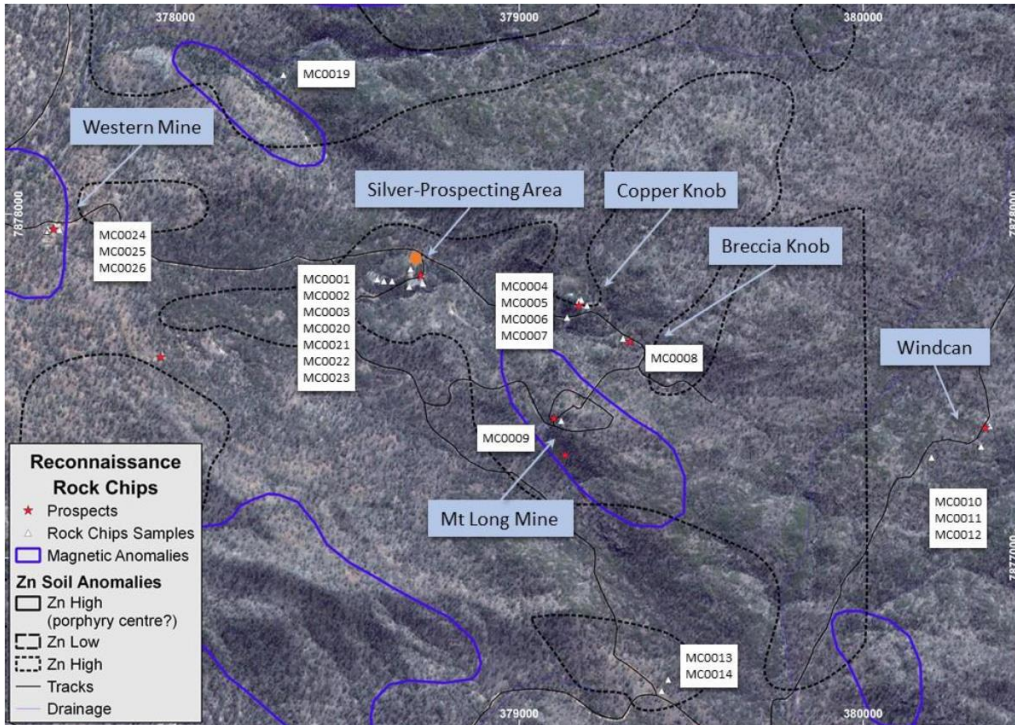 378000
379000
380000
MC0019
Western Mine
Silver-Prospecting Area
Copper Knob
7878000
7878000
MC0024
MC0025
MC0026
Breccia Knob
MC0001
MC0002
MC0003
MC0020
MC0021
MC0022
MC0023
MC0004
MC0005
MC0006
MC0007
MC0008
Windcan
MC0009
Mt Long Mine
MC0010
MC0011
MC0012
7877000
MC0013
MC0014
379000
380000
Reconnaissance
Rock Chips
Prospects
Rock Chips Samples
Magnetic Anomalies
Zn Soil Anomalies
Zn High
(porphyry centre?)
Zn Low
Zn High
Tracks
Drainage